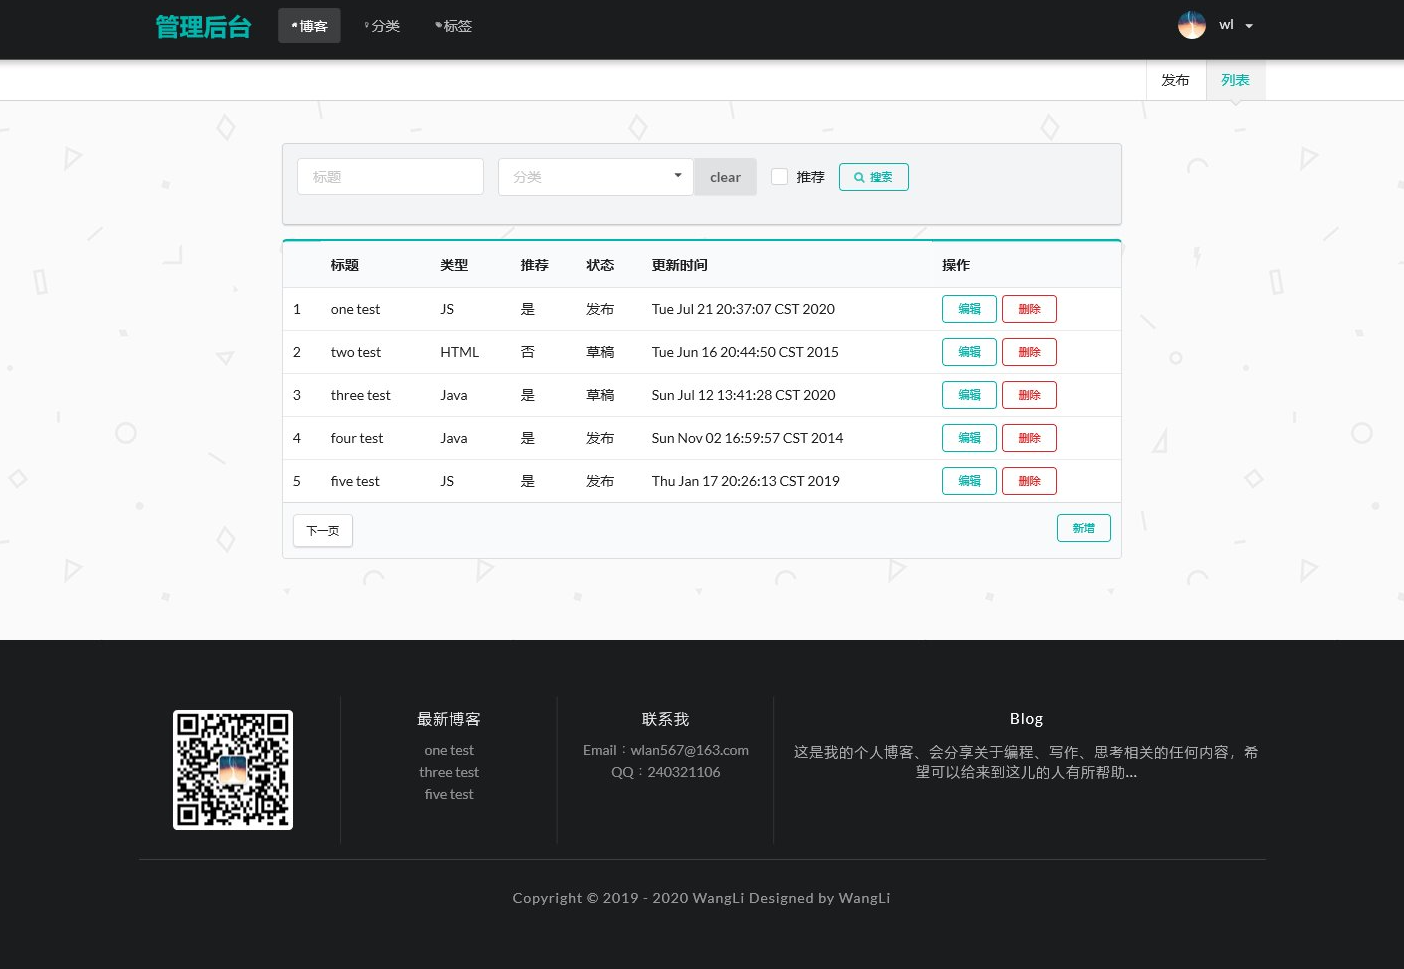 管理后台 博客 分类 标签 wl
发布 列表
标题 分类 clear 推荐 搜索
标题 类型 推荐 状态 更新时间 操作
1 one test JS 是 发布 Tue Jul 21 20:37:07 CST 2020 编辑 删除
2 two test HTML 否 草稿 Tue Jun 16 20:44:50 CST 2015 编辑 删除
3 three test Java 是 草稿 Sun Jul 12 13:41:28 CST 2020 编辑 删除
4 four test Java 是 发布 Sun Nov 02 16:59:57 CST 2014 编辑 删除
5 five test JS 是 发布 Thu Jan 17 20:26:13 CST 2019 编辑 删除
下一页 新增
最新博客
one test
three test
five test
联系我
Email：wlan567@163.com
QQ：240321106
Blog
这是我的个人博客、会分享关于编程、写作、思考相关的任何内容，希
望可以给来到这儿的人有所帮助...
Copyright © 2019 - 2020 WangLi Designed by WangLi